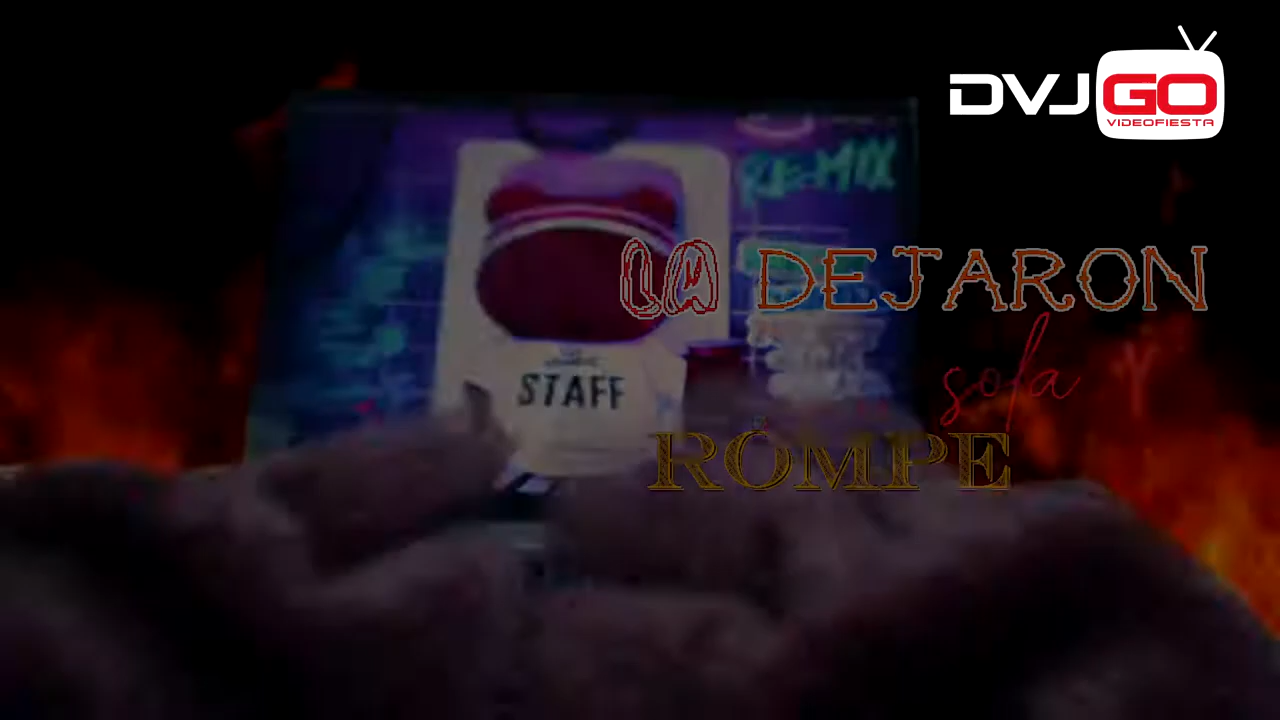 DVJ GO
VIDEOFIESTA
RE-MIX
LA DEJARON
sola Y
STAFF
RÓMPE